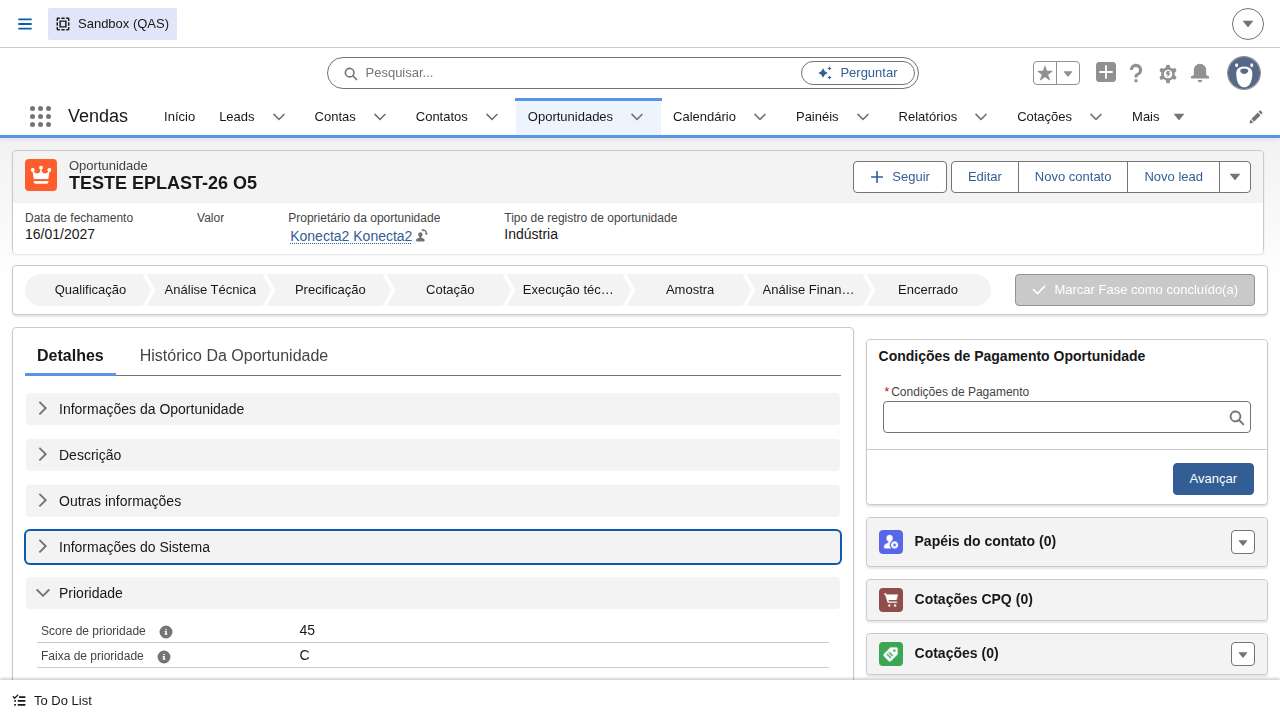 Sandbox (QAS)
Pesquisar...
Perguntar
Vendas
Início
Leads
Contas
Contatos
Oportunidades
Calendário
Painéis
Relatórios
Cotações
Mais
Oportunidade
TESTE EPLAST-26 O5
Seguir
Editar
Novo contato
Novo lead
Data de fechamento
16/01/2027
Valor
Proprietário da oportunidade
Konecta2 Konecta2
Tipo de registro de oportunidade
Indústria
Qualificação
Análise Técnica
Precificação
Cotação
Execução téc…
Amostra
Análise Finan…
Encerrado
Marcar Fase como concluído(a)
Detalhes
Histórico Da Oportunidade
Informações da Oportunidade
Descrição
Outras informações
Informações do Sistema
Prioridade
Score de prioridade
45
Faixa de prioridade
C
Condições de Pagamento Oportunidade
* Condições de Pagamento
Avançar
Papéis do contato (0)
Cotações CPQ (0)
Cotações (0)
To Do List